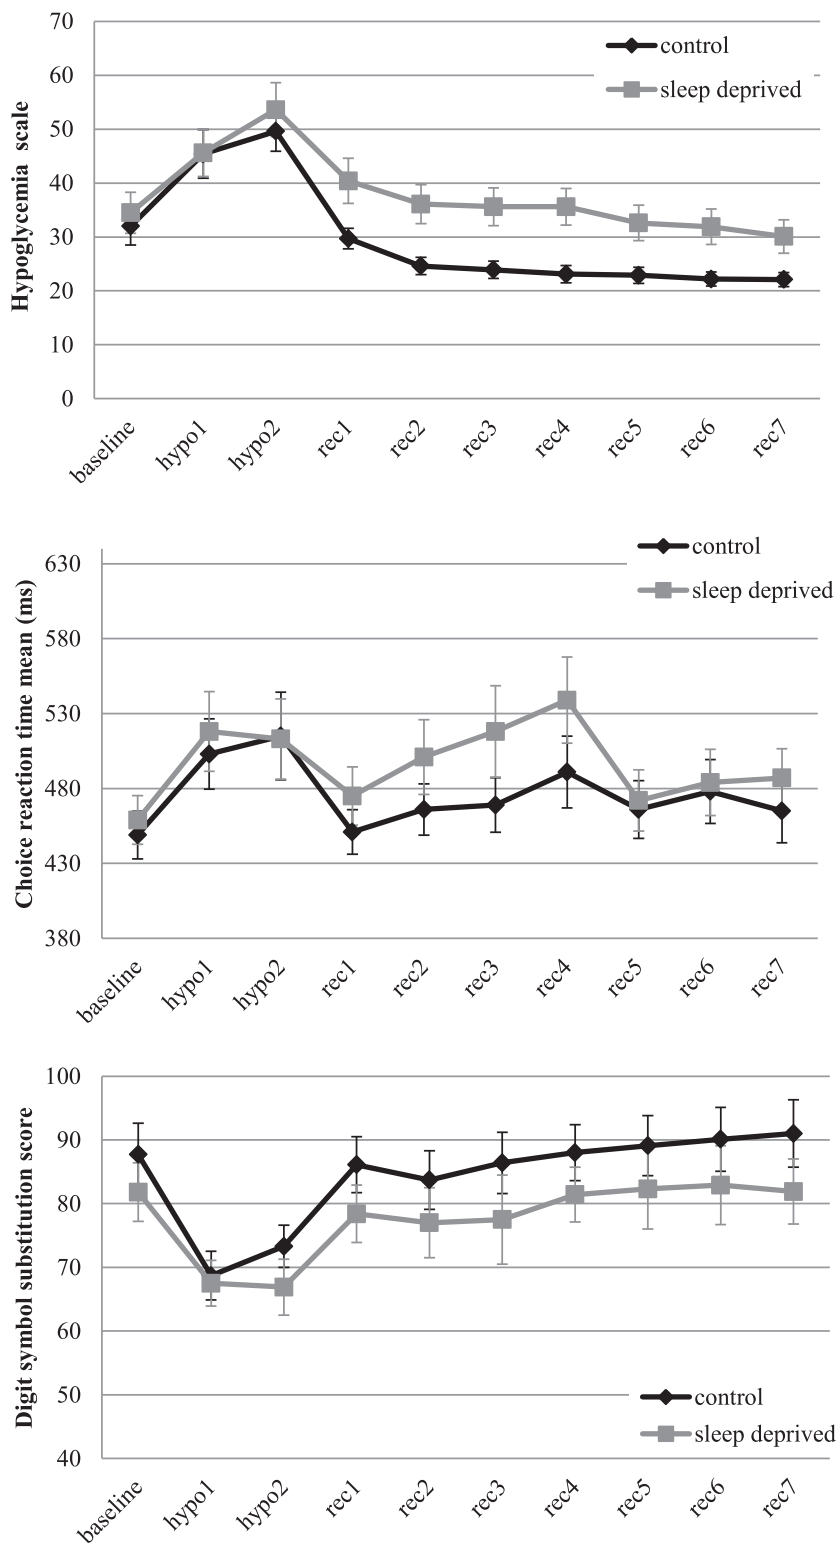 70
control
60
sleep deprived
50
40
30
20
10
0
Hypoglycemia scale
baseline hypo1 hypo2 rec1 rec2 rec3 rec4 rec5 rec6 rec7
control
630
sleep deprived
580
530
480
430
380
Choice reaction time mean (ms)
baseline hypo1 hypo2 rec1 rec2 rec3 rec4 rec5 rec6 rec7
100
90
80
70
60
50
40
Digit symbol substitution score
control
sleep deprived
baseline hypo1 hypo2 rec1 rec2 rec3 rec4 rec5 rec6 rec7